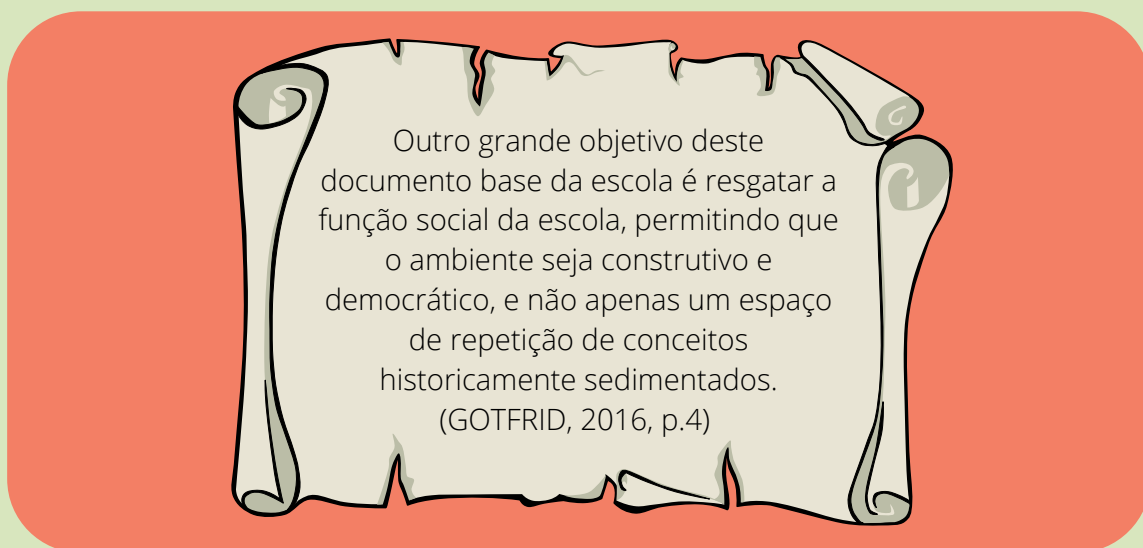 Outro grande objetivo deste
documento base da escola é resgatar a
função social da escola, permitindo que
o ambiente seja construtivo e
democrático, e não apenas um espaço
de repetição de conceitos
historicamente sedimentados.
(GOTFRID, 2016, p.4)